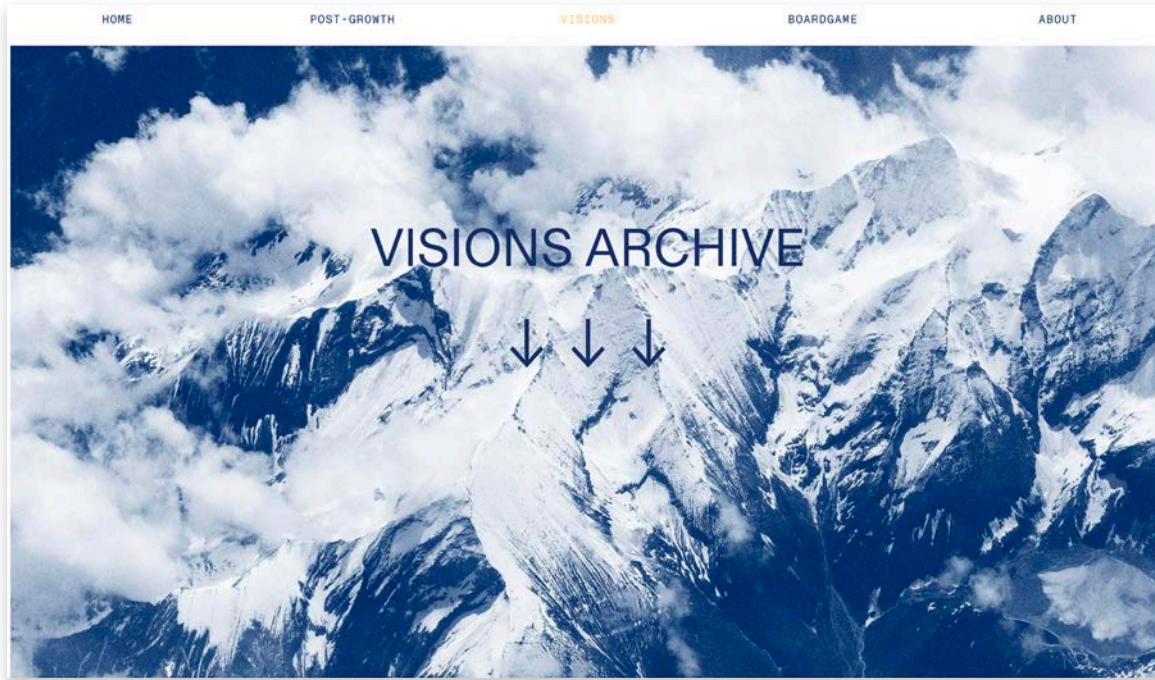 HOME POST-GROWTH VISIONS BOARDGAME ABOUT
VISIONS ARCHIVE
↓ ↓ ↓